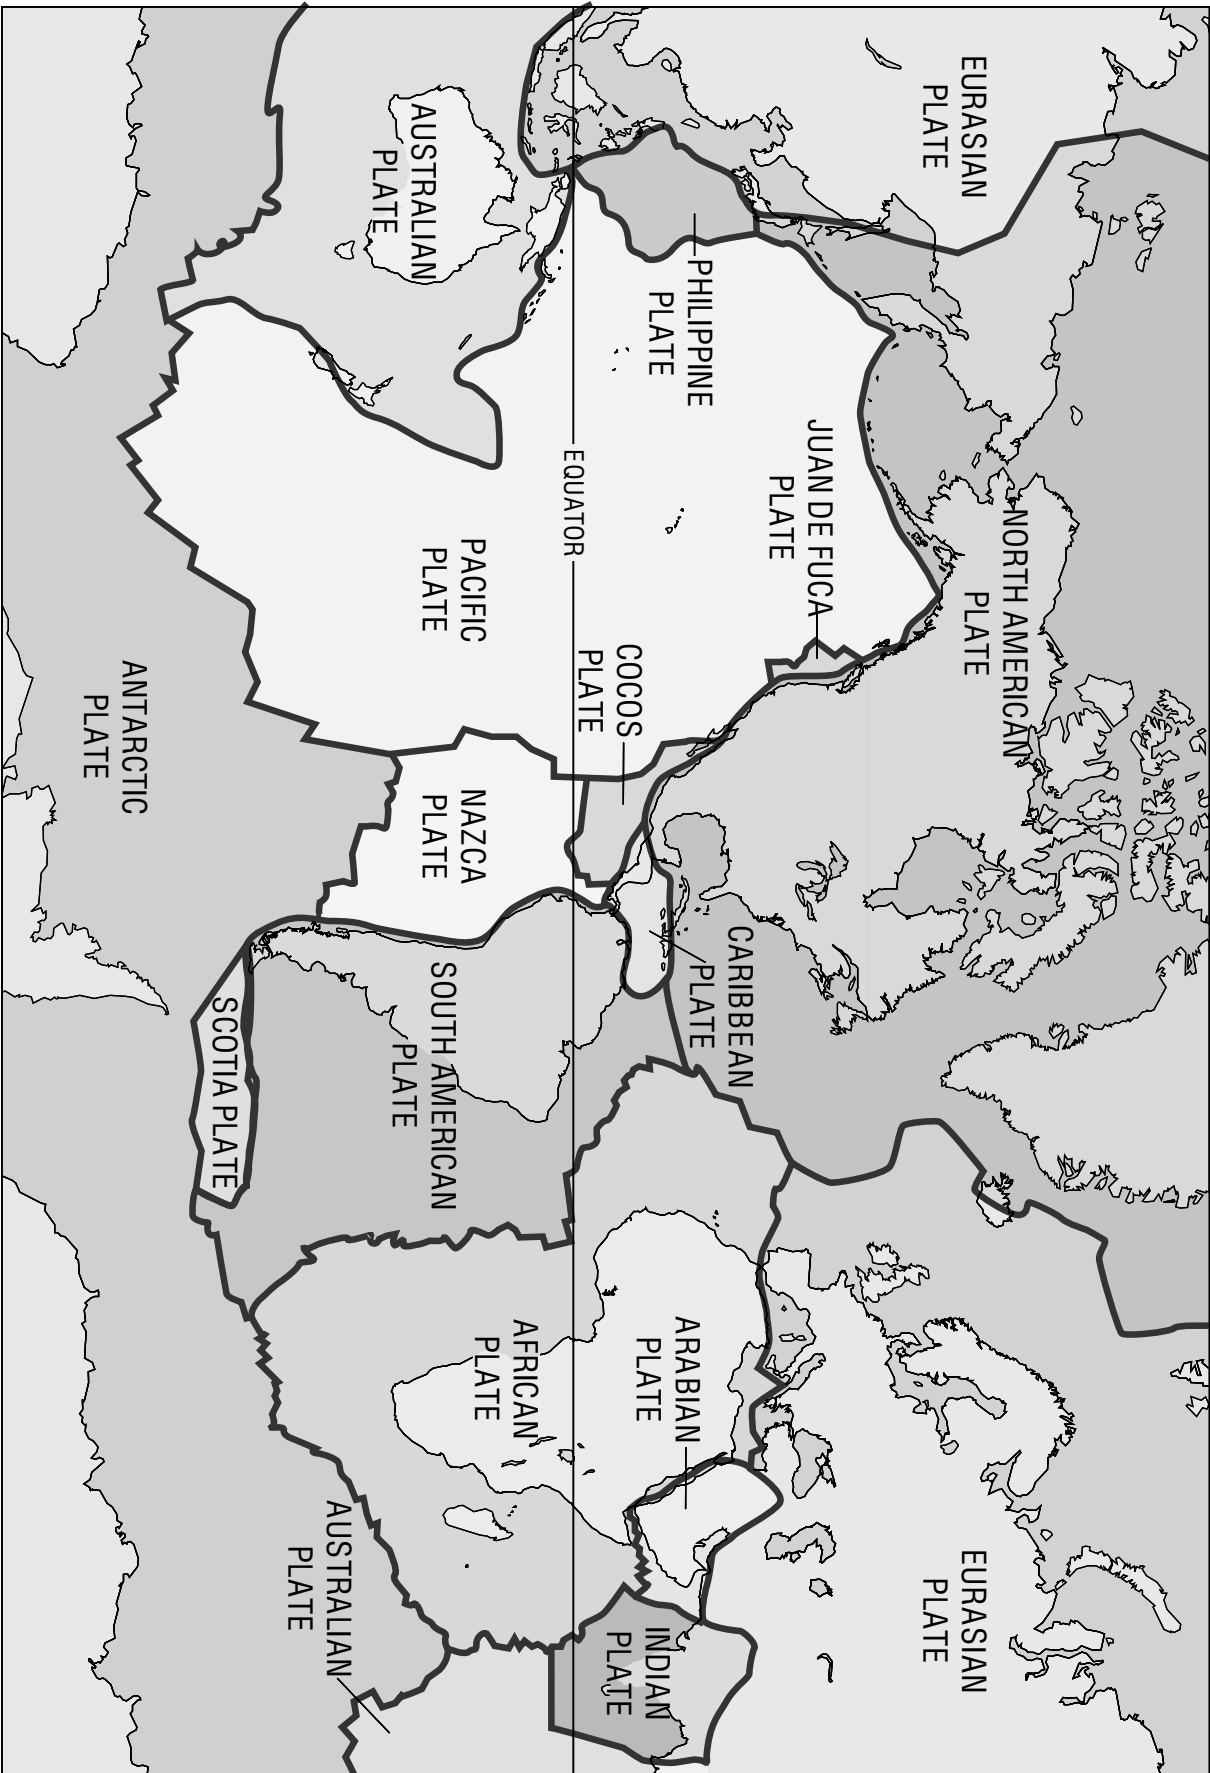 EURASIAN
PLATE
NORTH AMERICAN
PLATE
EURASIAN
PLATE
JUAN DE FUCA
PLATE
PHILIPPINE
PLATE
CARIBBEAN
PLATE
ARABIAN
PLATE
COCOS
PLATE
INDIAN
PLATE
EQUATOR
AUSTRALIAN
PLATE
PACIFIC
PLATE
NAZCA
PLATE
SOUTH AMERICAN
PLATE
AFRICAN
PLATE
AUSTRALIAN
PLATE
SCOTIA PLATE
ANTARCTIC
PLATE